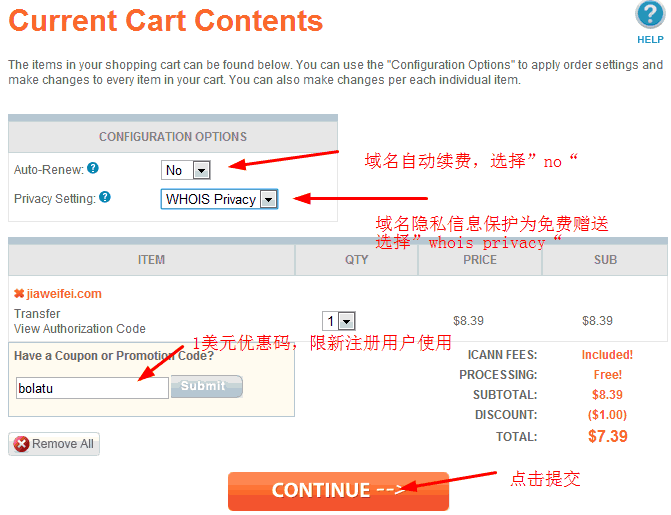 Current Cart Contents
HELP
The items in your shopping cart can be found below. You can use the "Configuration Options" to apply order settings and
make changes to every item in your cart. You can also make changes per each individual item.
CONFIGURATION OPTIONS
Auto-Renew: ? No
域名自动续费，选择”no“
Privacy Setting: ? WHOIS Privacy
域名隐私信息保护为免费赠送
选择”whois privacy“
ITEM QTY PRICE SUB
jiaweifei.com
Transfer
View Authorization Code
1 $8.39 $8.39
1美元优惠码，限新注册用户使用
Have a Coupon or Promotion Code?
bolatu Submit
ICANN FEES: Included!
PROCESSING: Free!
SUBTOTAL: $8.39
DISCOUNT: ($1.00)
TOTAL: $7.39
Remove All
CONTINUE -->
点击提交